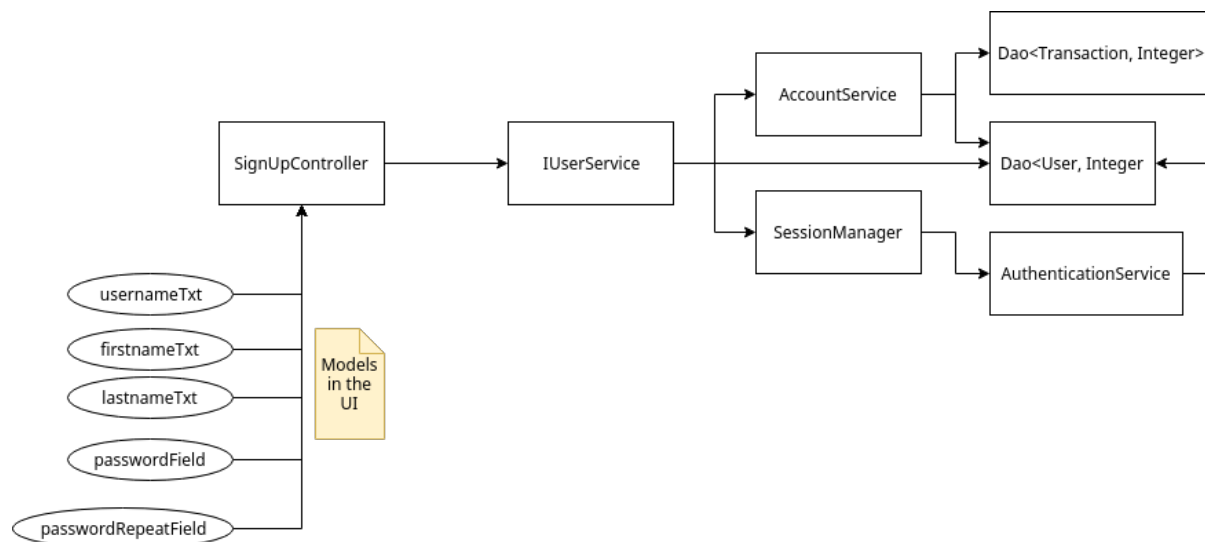 Dao<Transaction, Integer>
AccountService
SignUpController
IUserService
Dao<User, Integer
SessionManager
AuthenticationService
usernameTxt
firstnameTxt
Models
in the
UI
lastnameTxt
passwordField
passwordRepeatField